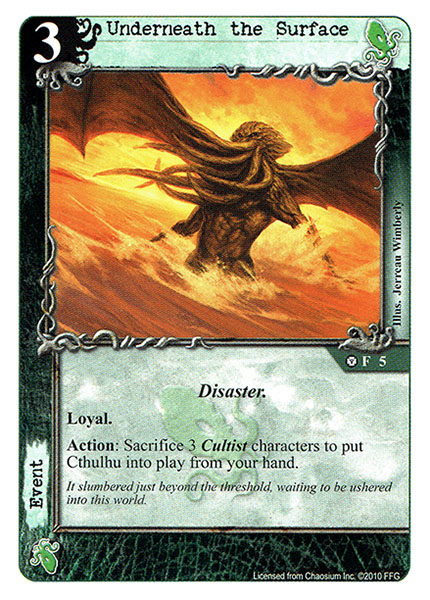 3
Underneath the Surface
Illus. Jerreau Wimberly
F 5
Disaster.
Loyal.
Action: Sacrifice 3 Cultist characters to put
Cthulhu into play from your hand.
It slumbered just beyond the threshold, waiting to be ushered
into this world.
Event
Licensed from Chaosium Inc. ©2010 FFG